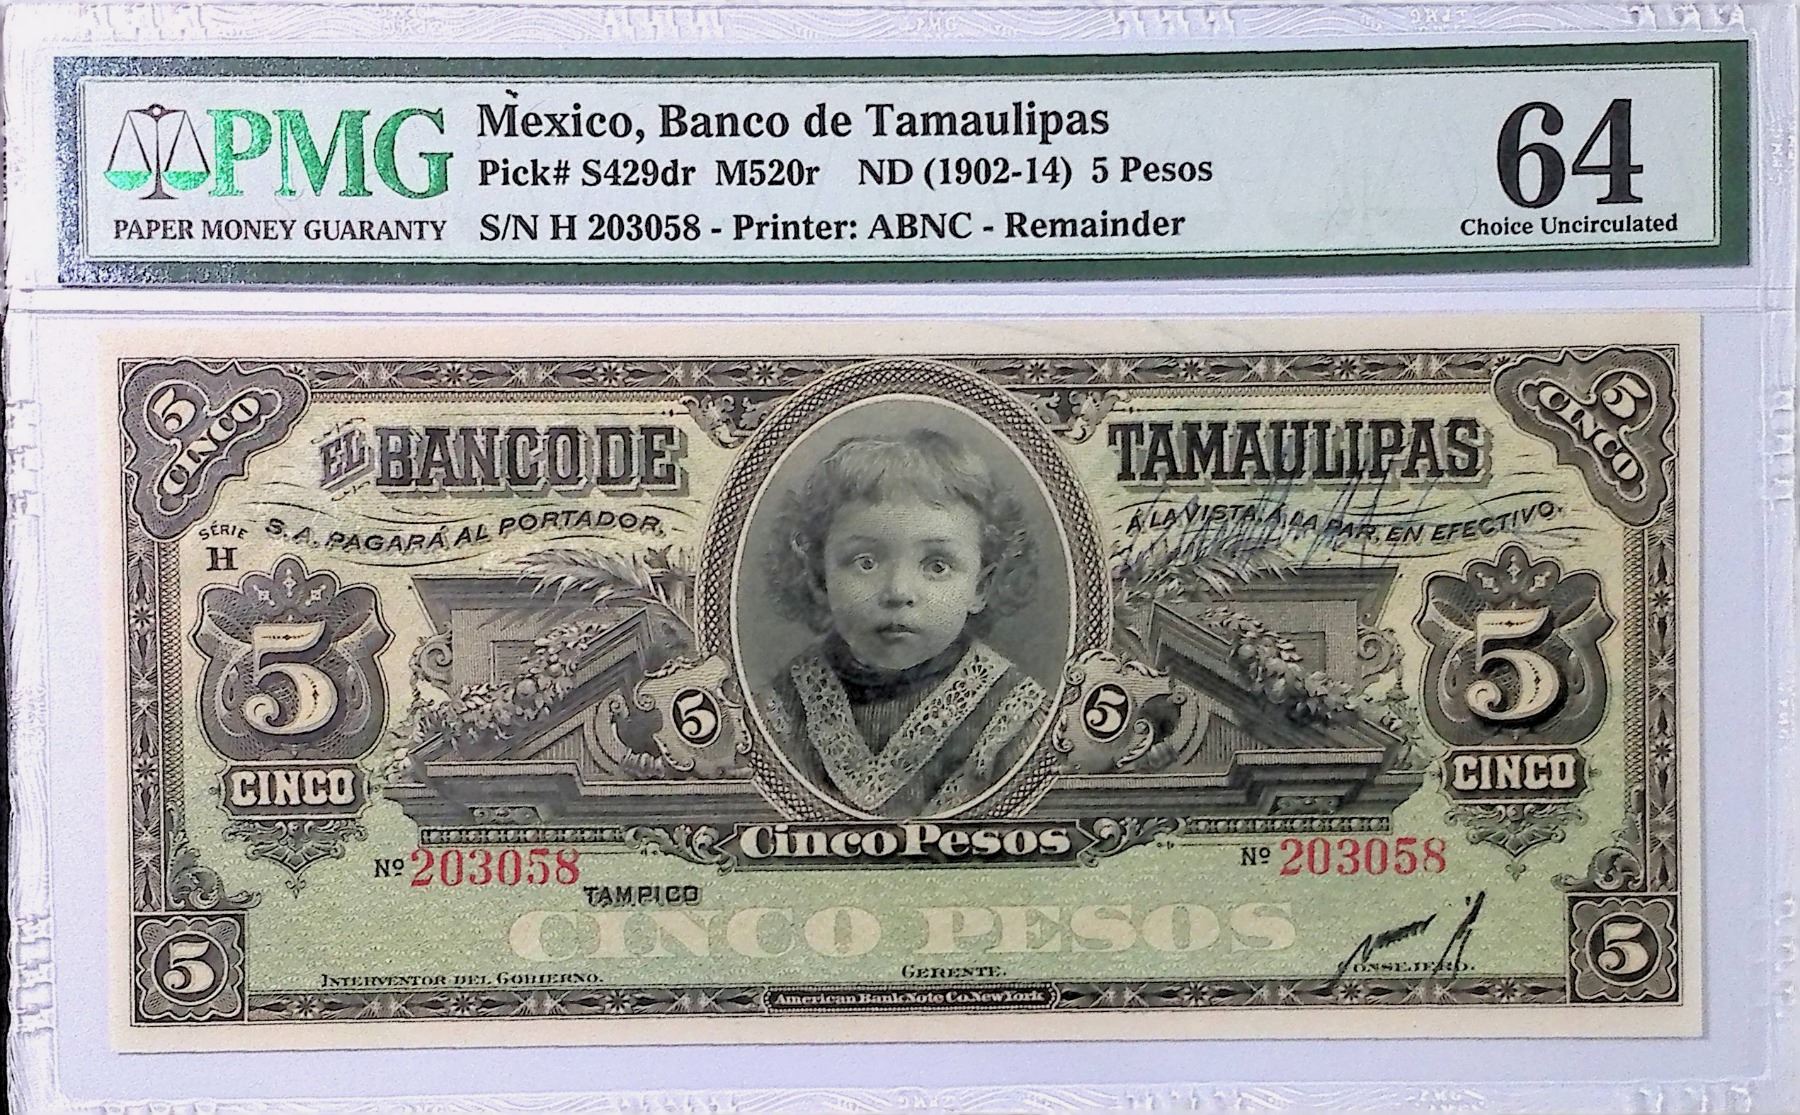 PMG
PAPER MONEY GUARANTY
Mexico, Banco de Tamaulipas
Pick# S429dr M520r ND (1902-14) 5 Pesos
S/N H 203058 - Printer: ABNC - Remainder
64
Choice Uncirculated
5 CINCO
5 CINCO
EL BANCO DE TAMAULIPAS
SÉRIE H
S.A. PAGARÁ AL PORTADOR,
Á LA VISTA, Á LA PAR, EN EFECTIVO.
5
5
5
5
CINCO
CINCO
Cinco Pesos
Nº 203058
Nº 203058
TAMPICO
CINCO PESOS
5
5
INTERVENTOR DEL GOBIERNO.
GERENTE.
CONSEJERO.
American Bank Note Co. New York